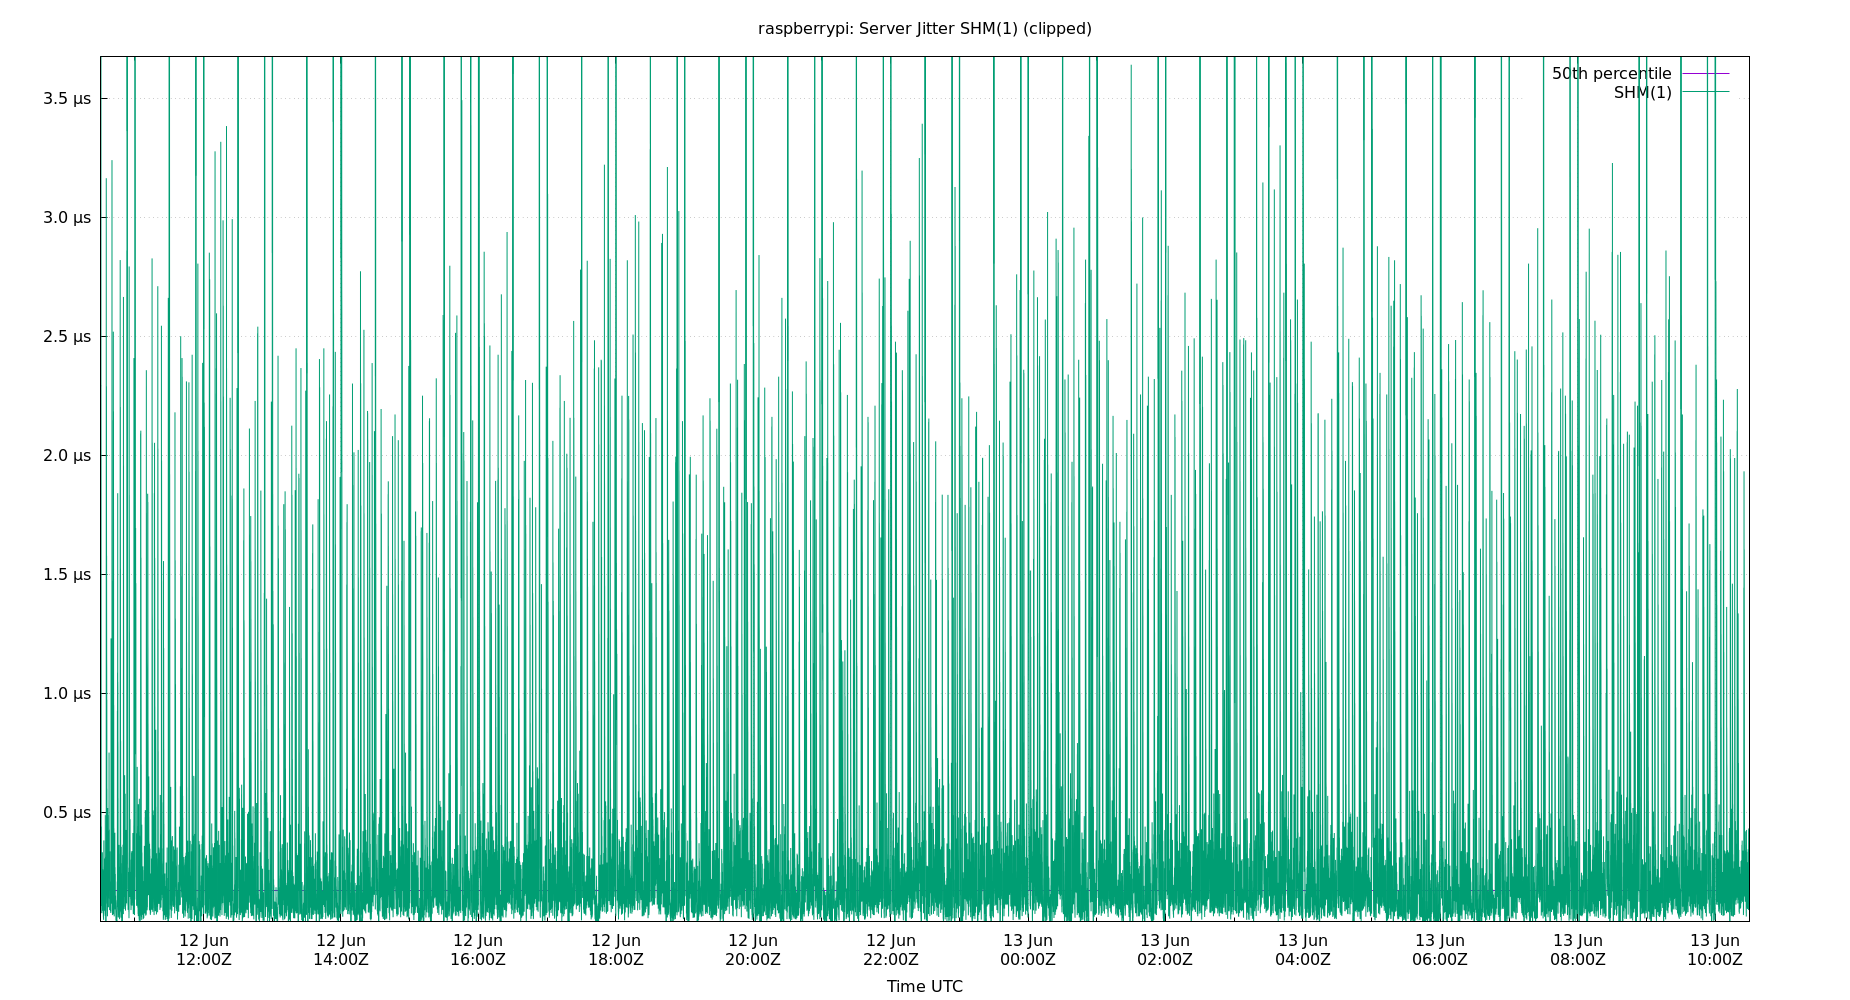 raspberrypi: Server Jitter SHM(1) (clipped)
50th percentile
SHM(1)
3.5 µs
3.0 µs
2.5 µs
2.0 µs
1.5 µs
1.0 µs
0.5 µs
12 Jun 12 Jun 12 Jun 12 Jun 12 Jun 12 Jun 13 Jun 13 Jun 13 Jun 13 Jun 13 Jun 13 Jun
12:00Z 14:00Z 16:00Z 18:00Z 20:00Z 22:00Z 00:00Z 02:00Z 04:00Z 06:00Z 08:00Z 10:00Z
Time UTC